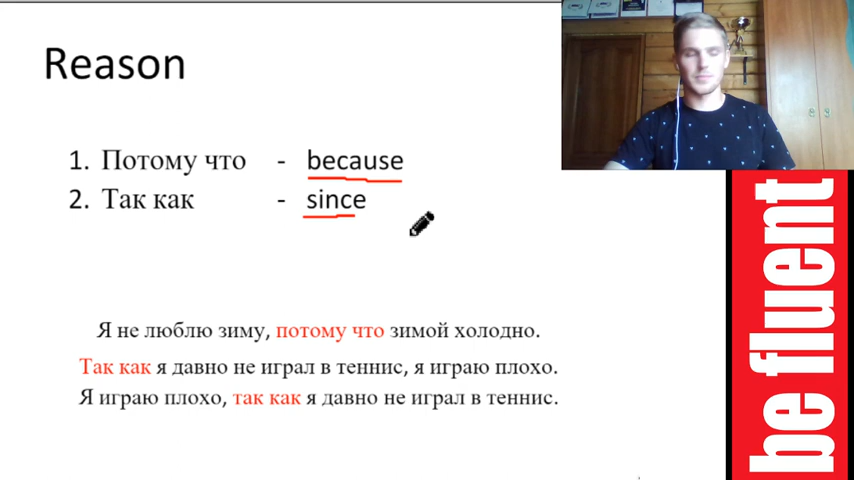 Reason
1. Потому что - because
2. Так как - since
Я не люблю зиму, потому что зимой холодно.
Так как я давно не играл в теннис, я играю плохо.
Я играю плохо, так как я давно не играл в теннис.
be fluent